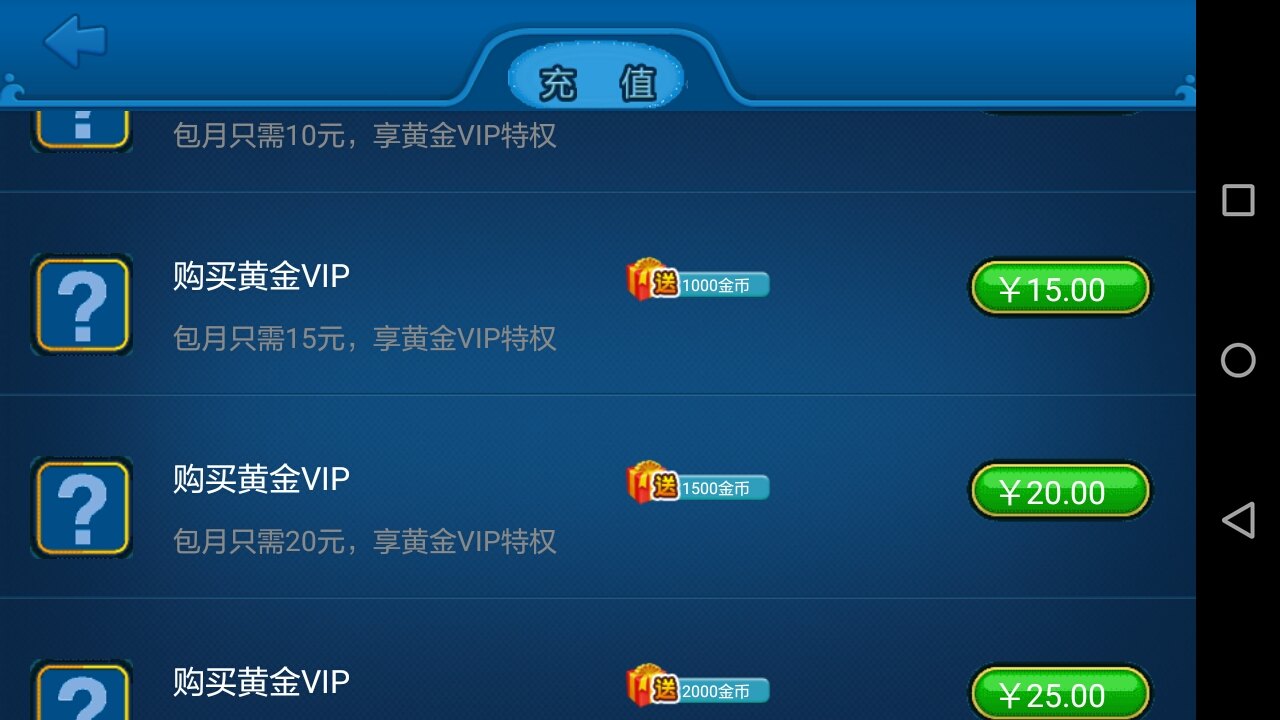 充 值
包月只需10元，享黄金VIP特权
购买黄金VIP
送 1000金币
￥15.00
包月只需15元，享黄金VIP特权
购买黄金VIP
送 1500金币
￥20.00
包月只需20元，享黄金VIP特权
购买黄金VIP
送 2000金币
￥25.00